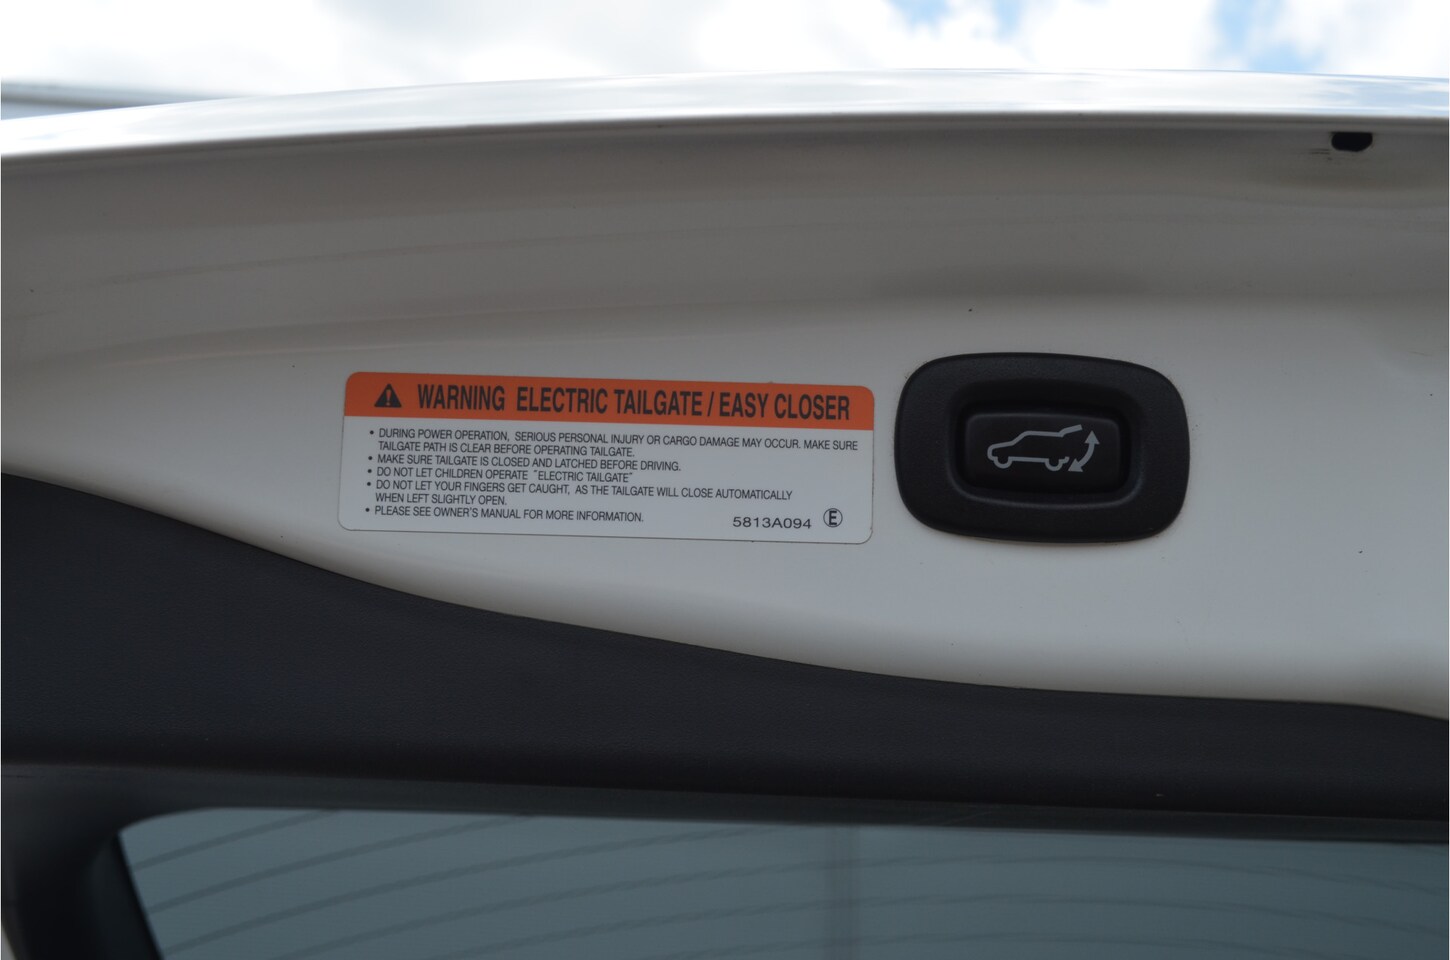 WARNING ELECTRIC TAILGATE / EASY CLOSER
• DURING POWER OPERATION, SERIOUS PERSONAL INJURY OR CARGO DAMAGE MAY OCCUR. MAKE SURE
TAILGATE PATH IS CLEAR BEFORE OPERATING TAILGATE.
• MAKE SURE TAILGATE IS CLOSED AND LATCHED BEFORE DRIVING.
• DO NOT LET CHILDREN OPERATE "ELECTRIC TAILGATE"
• DO NOT LET YOUR FINGERS GET CAUGHT, AS THE TAILGATE WILL CLOSE AUTOMATICALLY
WHEN LEFT SLIGHTLY OPEN.
• PLEASE SEE OWNER'S MANUAL FOR MORE INFORMATION.
5813A094 Ⓔ